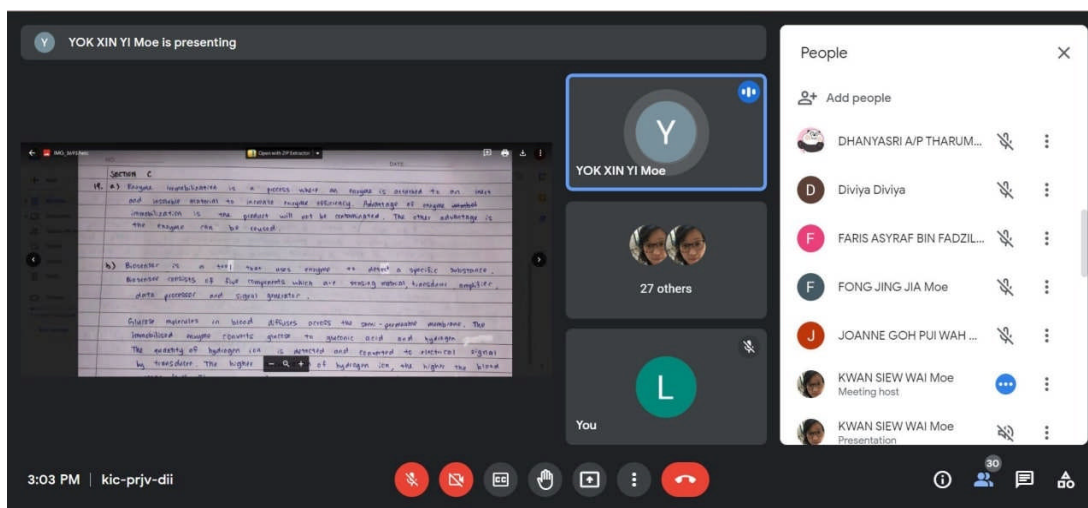 Y YOK XIN YI Moe is presenting
IMG_
Open with ZIP Extractor
DATE
SECTION C
19. a) Enzyme immobilization is a process where an enzyme is attached to an inert
and insoluble material to increase enzyme efficiency. Advantage of enzyme
immobilization is the product will not be contaminated. The other advantage is
the enzyme can be reused.
b) Biosensor is a tool that uses enzyme to detect a specific substance.
Biosensor consists of five components which are sensing material, transducer, amplifier,
data processor and signal generator.
Glucose molecules in blood diffuses across the semi-permeable membrane. The
immobilised enzyme converts glucose to gluconic acid and hydrogen
The quantity of hydrogen ion is detected and converted to electrical signal
by transducer. The higher of hydrogen ion, the higher the blood
Y
YOK XIN YI Moe
27 others
L
You
People
Add people
DHANYASRI A/P THARUM...
D Diviya Diviya
F FARIS ASYRAF BIN FADZIL...
F FONG JING JIA Moe
J JOANNE GOH PUI WAH ...
KWAN SIEW WAI Moe
Meeting host
KWAN SIEW WAI Moe
Presentation
3:03 PM | kic-prjv-dii
CC
30